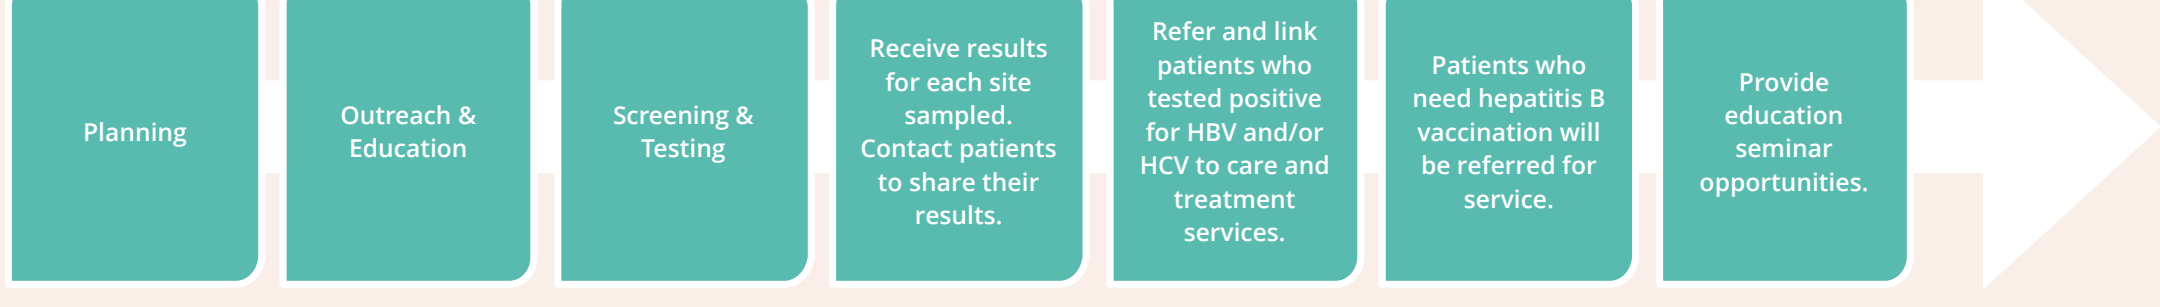 Planning
Outreach &
Education
Screening &
Testing
Receive results
for each site
sampled.
Contact patients
to share their
results.
Refer and link
patients who
tested positive
for HBV and/or
HCV to care and
treatment
services.
Patients who
need hepatitis B
vaccination will
be referred for
service.
Provide
education
seminar
opportunities.